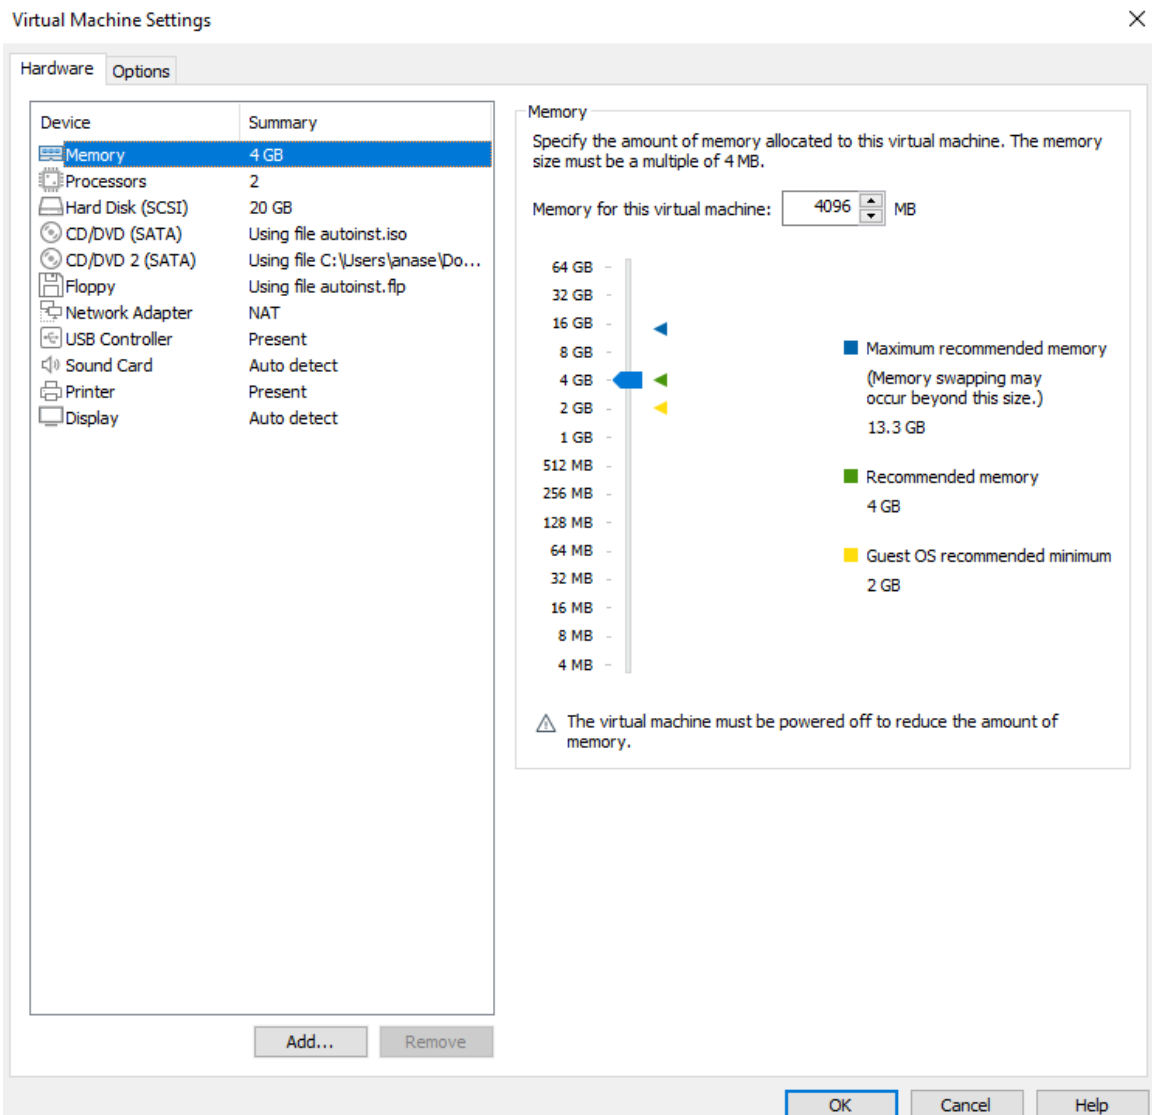 Virtual Machine Settings
Hardware Options
Device Summary
Memory 4 GB
Processors 2
Hard Disk (SCSI) 20 GB
CD/DVD (SATA) Using file autoinst.iso
CD/DVD 2 (SATA) Using file C:\Users\anase\Do...
Floppy Using file autoinst.flp
Network Adapter NAT
USB Controller Present
Sound Card Auto detect
Printer Present
Display Auto detect
Add... Remove
Memory
Specify the amount of memory allocated to this virtual machine. The memory
size must be a multiple of 4 MB.
Memory for this virtual machine: 4096 MB
64 GB
32 GB
16 GB
8 GB
4 GB
2 GB
1 GB
512 MB
256 MB
128 MB
64 MB
32 MB
16 MB
8 MB
4 MB
Maximum recommended memory
(Memory swapping may
occur beyond this size.)
13.3 GB
Recommended memory
4 GB
Guest OS recommended minimum
2 GB
The virtual machine must be powered off to reduce the amount of
memory.
OK Cancel Help